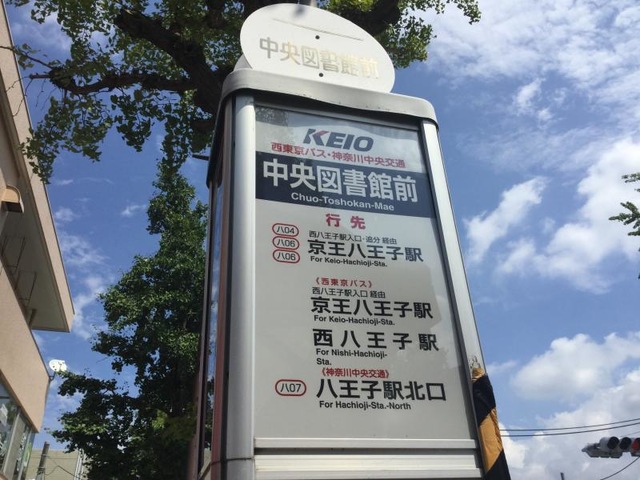 中央図書館前
KEIO
西東京バス・神奈川中央交通
中央図書館前
Chuo-Toshokan-Mae
行先
八04
八06
八06
西八王子駅入口・追分 経由
京王八王子駅
For Keio-Hachioji-Sta.
〈西東京バス〉
西八王子駅入口 経由
京王八王子駅
For Keio-Hachioji-Sta.
西八王子駅
For Nishi-Hachioji-
Sta.
〈神奈川中央交通〉
八07 八王子駅北口
For Hachioji-Sta.-North